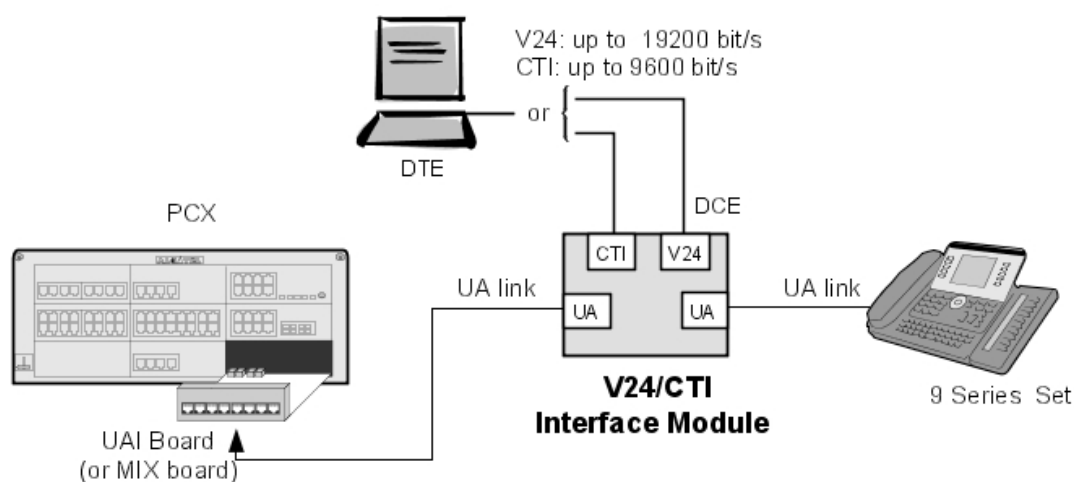 V24: up to 19200 bit/s
CTI: up to 9600 bit/s
or {
DTE
PCX
DCE
CTI
V24
UA link
UA link
UA
UA
V24/CTI
Interface Module
9 Series Set
UAI Board
(or MIX board)